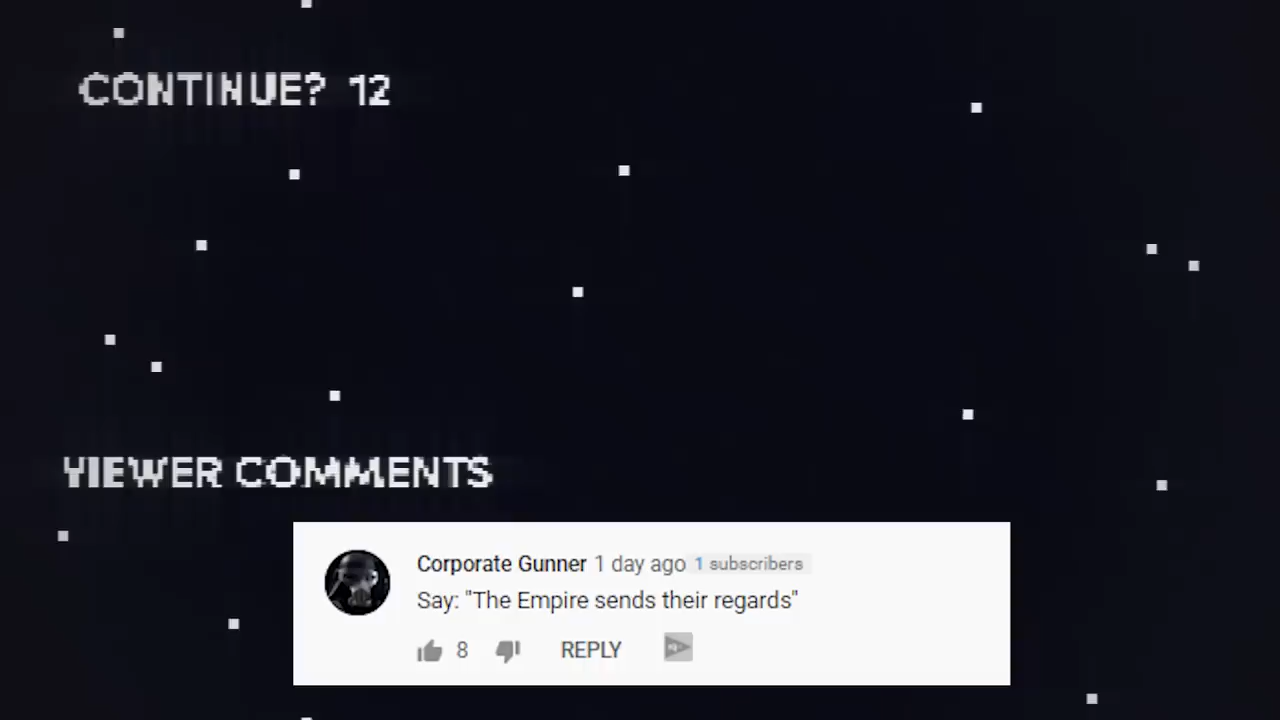 CONTINUE? 12
VIEWER COMMENTS
Corporate Gunner 1 day ago 1 subscribers
Say: "The Empire sends their regards"
8 REPLY